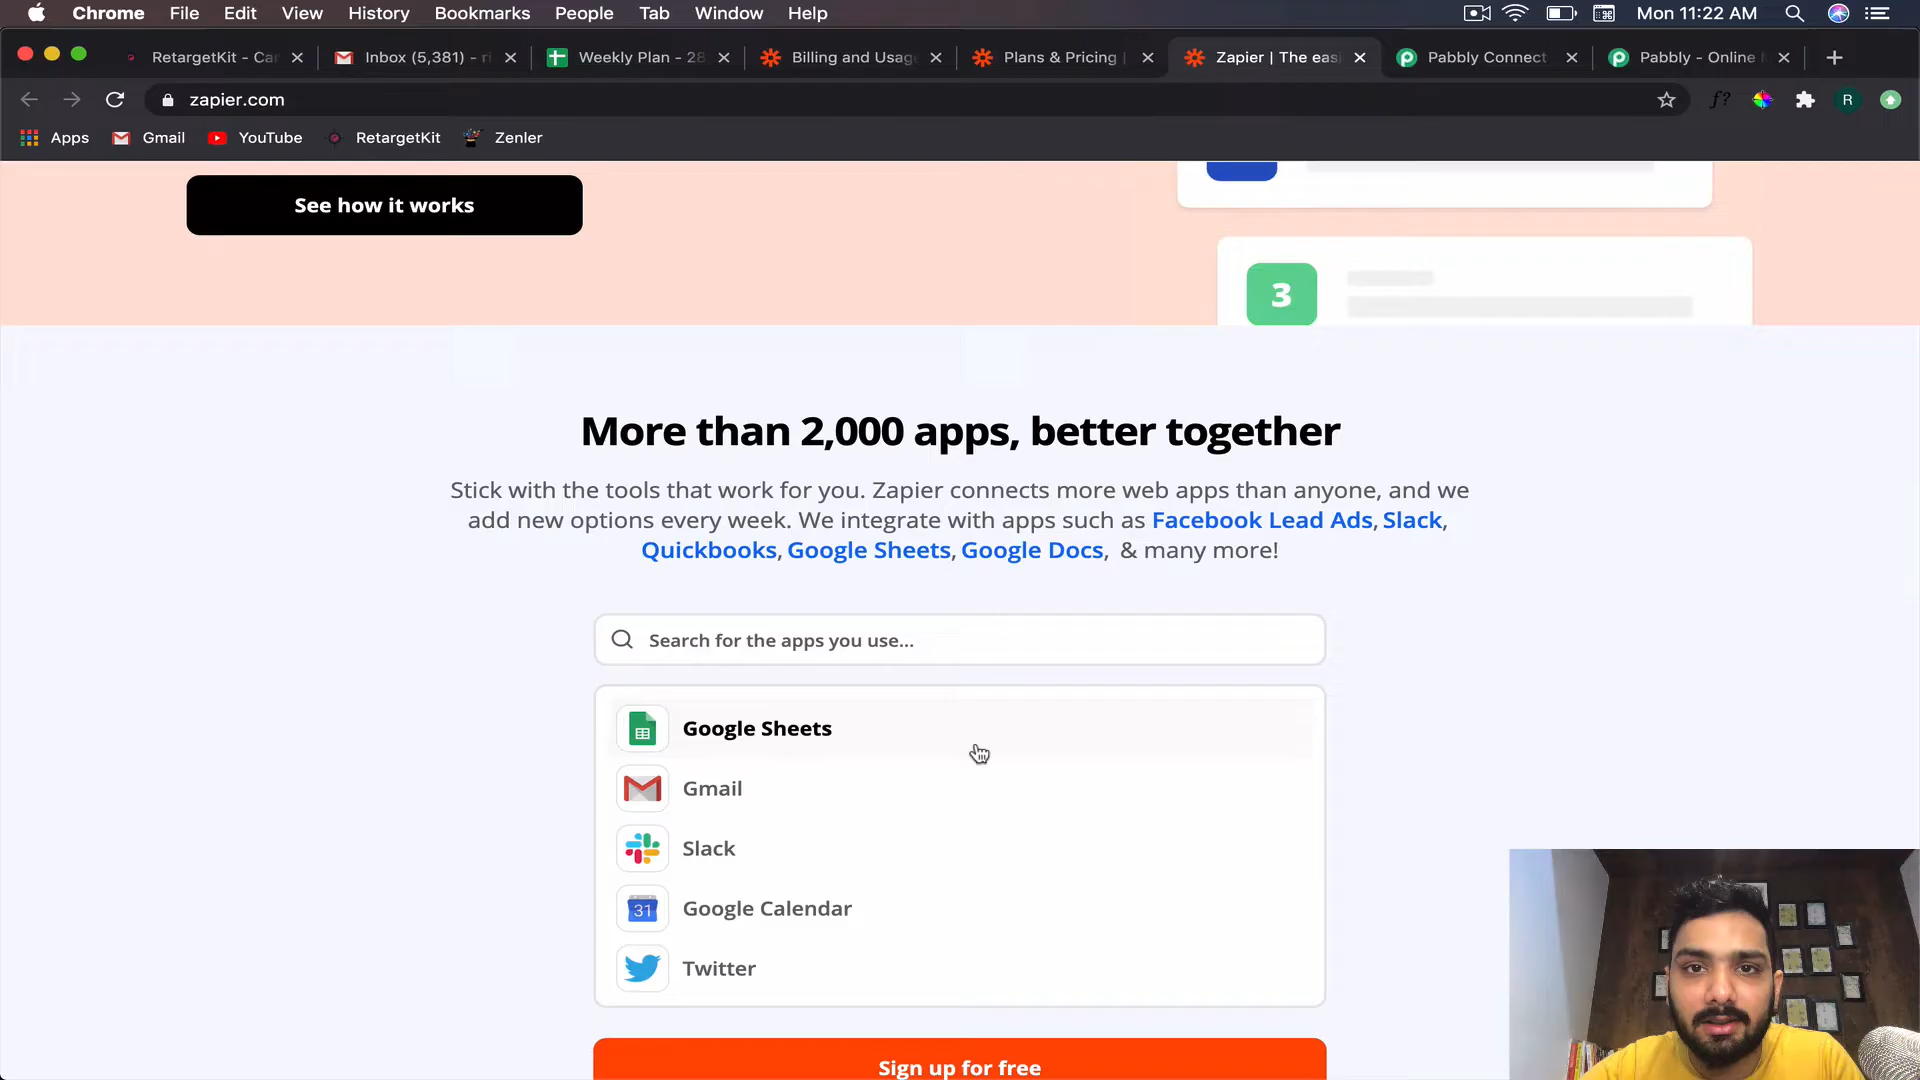 Chrome File Edit View History Bookmarks People Tab Window Help
Mon 11:22 AM
RetargetKit - Ca
Inbox (5,381) - r
Weekly Plan - 28
Billing and Usag
Plans & Pricing |
Zapier | The eas
Pabbly Connect
Pabbly - Online
zapier.com
f?
R
Apps
Gmail
YouTube
RetargetKit
Zenler
See how it works
3
More than 2,000 apps, better together
Stick with the tools that work for you. Zapier connects more web apps than anyone, and we
add new options every week. We integrate with apps such as Facebook Lead Ads, Slack,
Quickbooks, Google Sheets, Google Docs, & many more!
Search for the apps you use...
Google Sheets
Gmail
Slack
31
Google Calendar
Twitter
Sign up for free